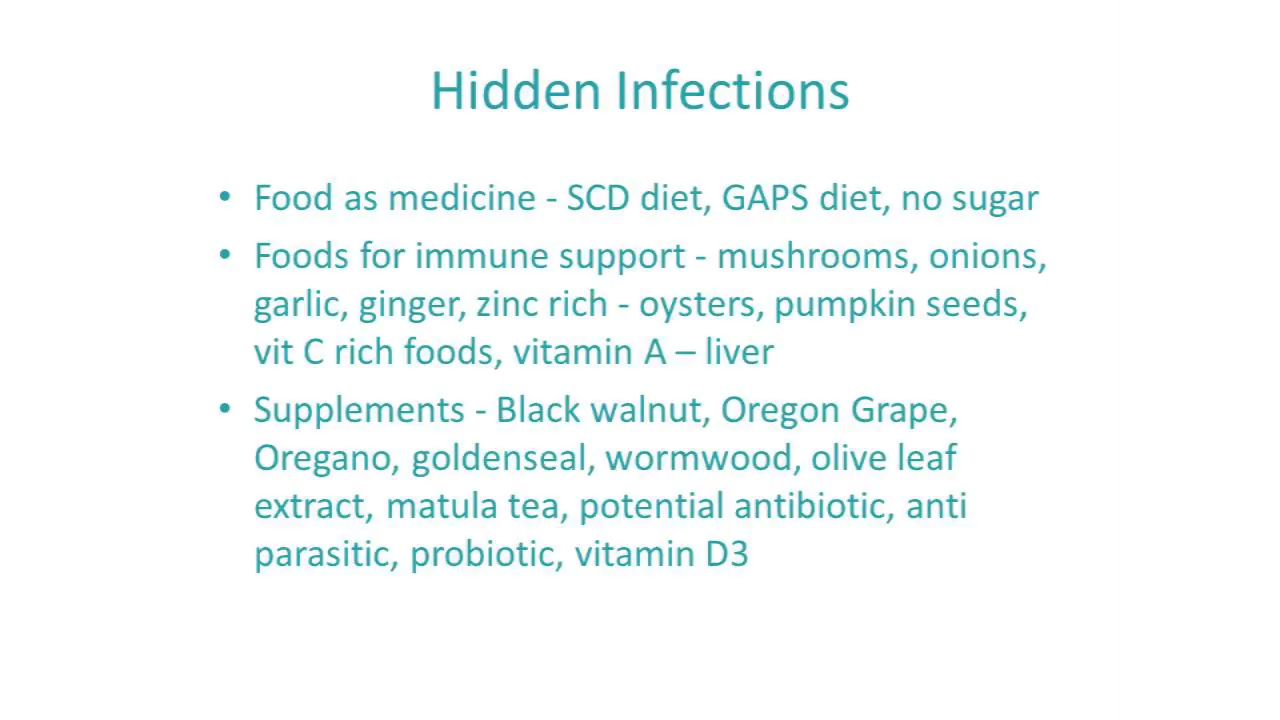 Hidden Infections
• Food as medicine - SCD diet, GAPS diet, no sugar
• Foods for immune support - mushrooms, onions,
garlic, ginger, zinc rich - oysters, pumpkin seeds,
vit C rich foods, vitamin A – liver
• Supplements - Black walnut, Oregon Grape,
Oregano, goldenseal, wormwood, olive leaf
extract, matula tea, potential antibiotic, anti
parasitic, probiotic, vitamin D3